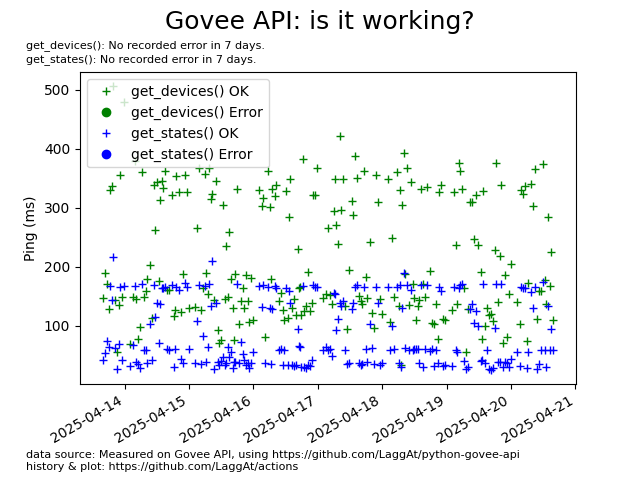 Govee API: is it working?
get_devices(): No recorded error in 7 days.
get_states(): No recorded error in 7 days.
get_devices() OK
get_devices() Error
get_states() OK
get_states() Error
Ping (ms)
500
400
300
200
100
2025-04-14
2025-04-15
2025-04-16
2025-04-17
2025-04-18
2025-04-19
2025-04-20
2025-04-21
data source: Measured on Govee API, using https://github.com/LaggAt/python-govee-api
history & plot: https://github.com/LaggAt/actions